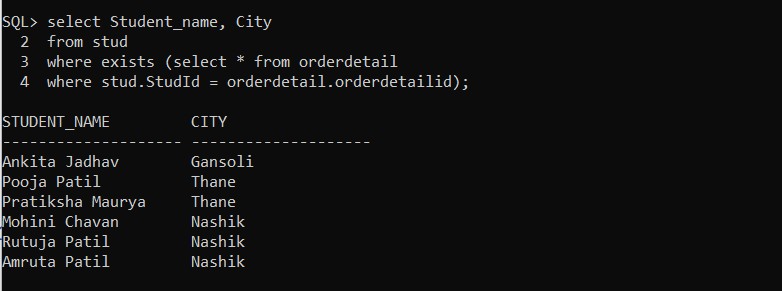 SQL> select Student_name, City
  2  from stud
  3  where exists (select * from orderdetail
  4  where stud.StudId = orderdetail.orderdetailid);
STUDENT_NAME         CITY
-------------------- --------------------
Ankita Jadhav        Gansoli
Pooja Patil          Thane
Pratiksha Maurya     Thane
Mohini Chavan        Nashik
Rutuja Patil         Nashik
Amruta Patil         Nashik